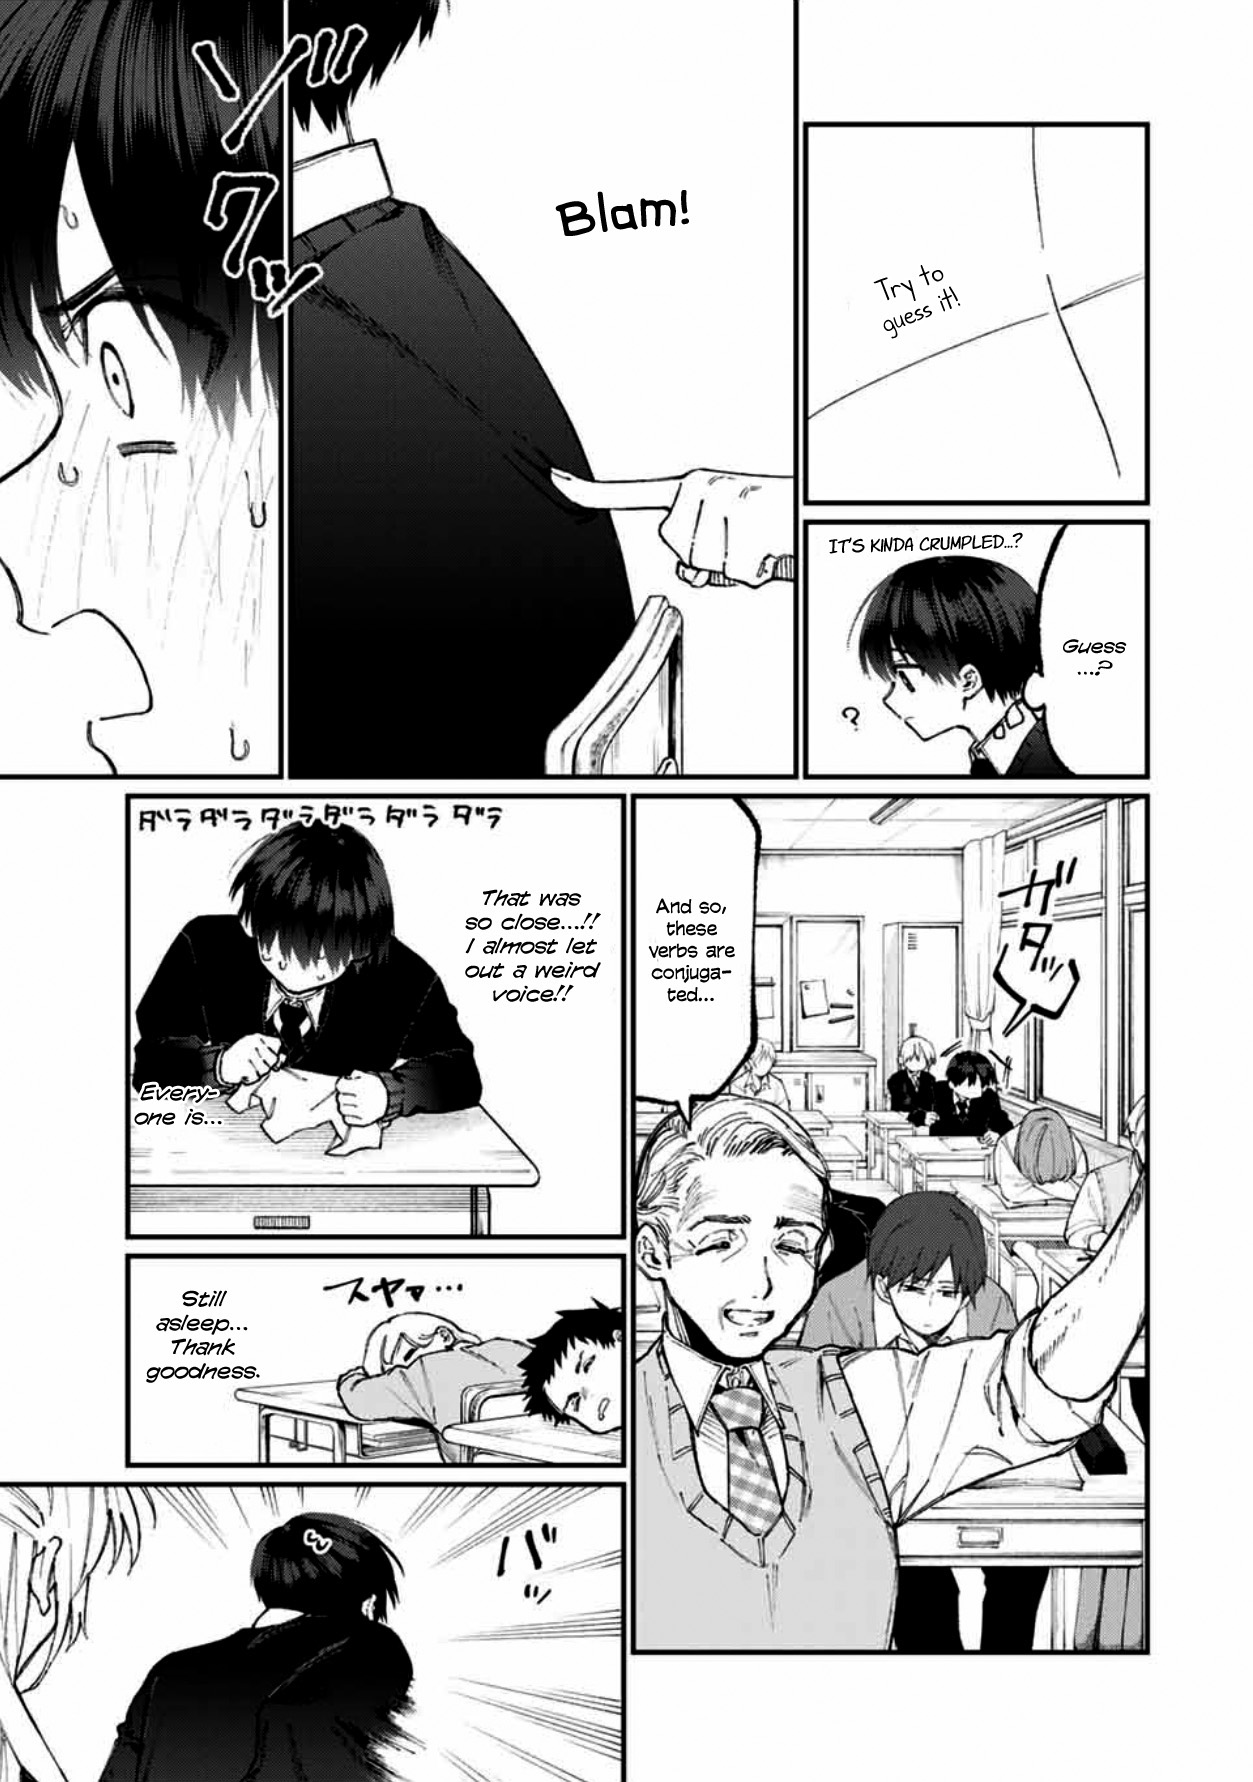 Try to
guess it!
IT'S KINDA CRUMPLED...?
Guess
...?
?
Blam!
ゾ
クッ
ガ
タッ
And so,
these
verbs are
conjuga-
ted...
ダラダラダラダラダラダラ
That was
so close...!!
I almost let
out a weird
voice!!
Every-
one is...
スヤァ…
Still
asleep...
Thank
goodness.
バッ